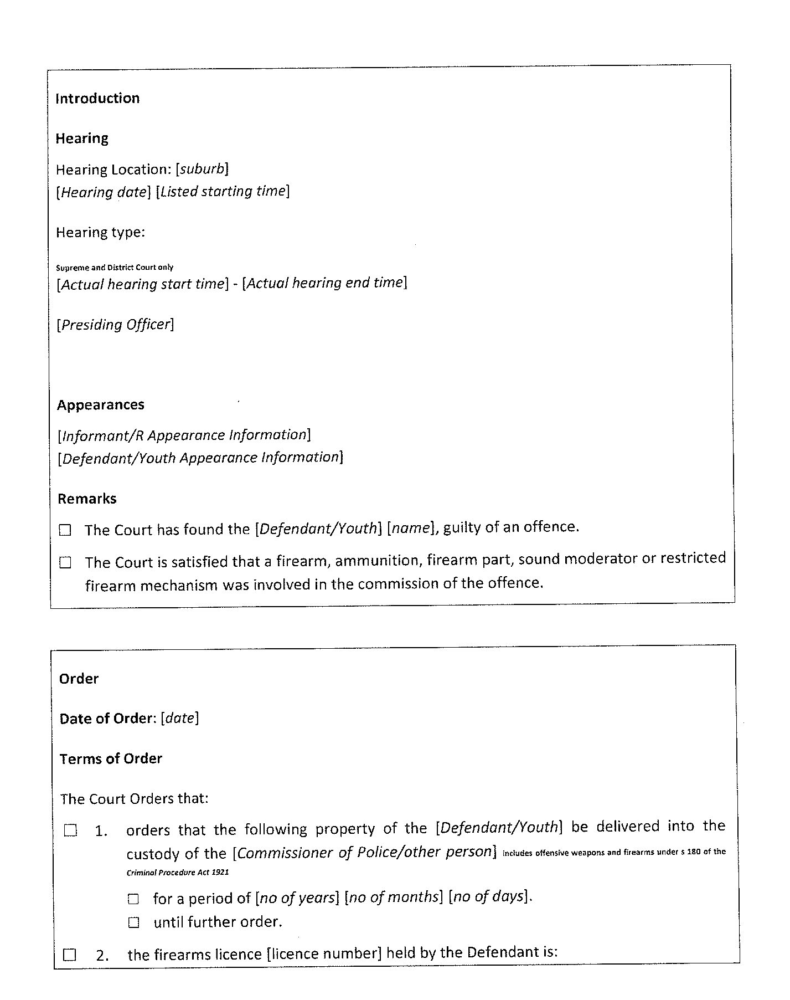 Introduction
Hearing
Hearing Location: [suburb]
[Hearing date] [Listed starting time]
Hearing type:
Supreme and District Court only
[Actual hearing start time] - [Actual hearing end time]
[Presiding Officer]
Appearances
[Informant/R Appearance Information]
[Defendant/Youth Appearance Information]
Remarks
☐ The Court has found the [Defendant/Youth] [name], guilty of an offence.
☐ The Court is satisfied that a firearm, ammunition, firearm part, sound moderator or restricted
firearm mechanism was involved in the commission of the offence.
Order
Date of Order: [date]
Terms of Order
The Court Orders that:
☐ 1. orders that the following property of the [Defendant/Youth] be delivered into the
custody of the [Commissioner of Police/other person] includes offensive weapons and firearms under s 180 of the
Criminal Procedure Act 1921
☐ for a period of [no of years] [no of months] [no of days].
☐ until further order.
☐ 2. the firearms licence [licence number] held by the Defendant is: